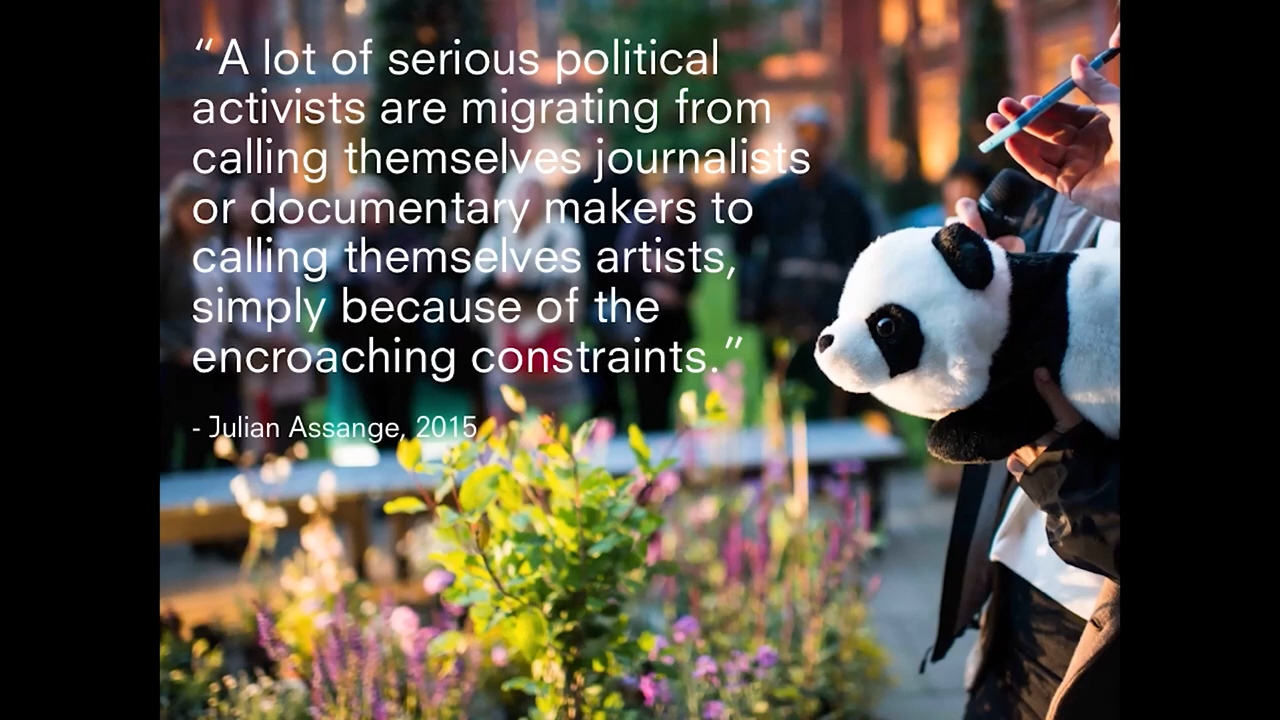 “A lot of serious political
activists are migrating from
calling themselves journalists
or documentary makers to
calling themselves artists,
simply because of the
encroaching constraints.”
- Julian Assange, 2015